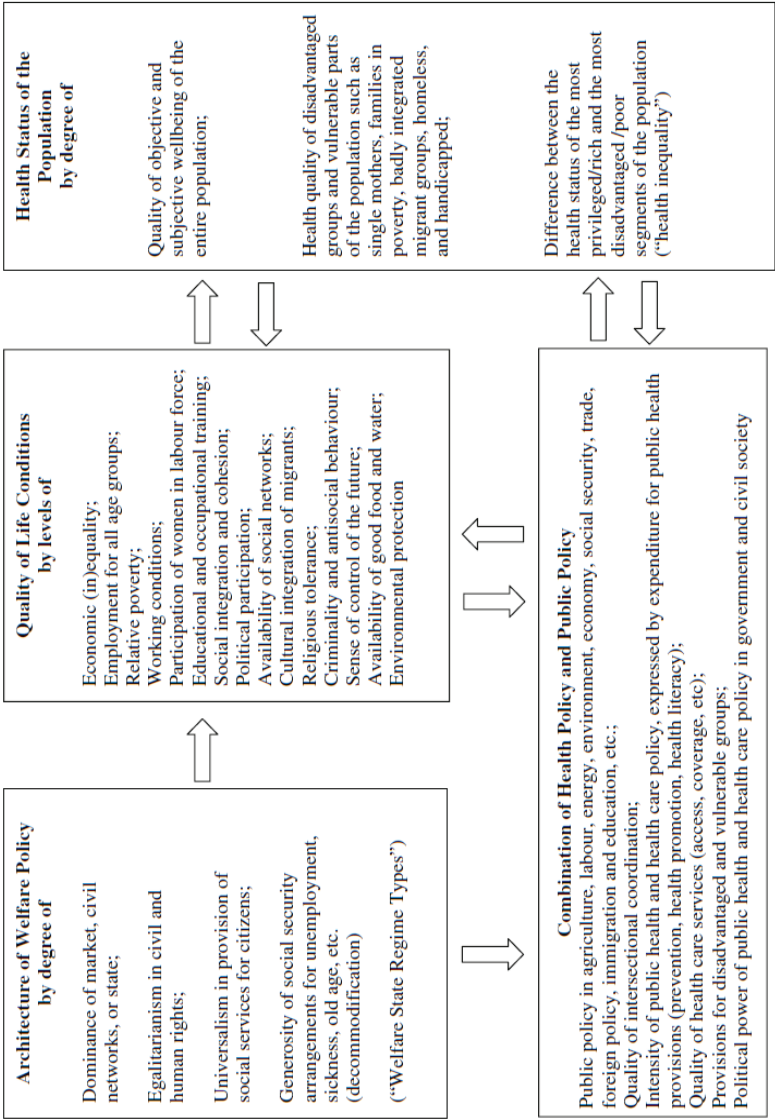 Architecture of Welfare Policy
by degree of
Dominance of market, civil
networks, or state;
Egalitarianism in civil and
human rights;
Universalism in provision of
social services for citizens;
Generosity of social security
arrangements for unemployment,
sickness, old age, etc.
(decommodification)
("Welfare State Regime Types")
Quality of Life Conditions
by levels of
Economic (in)equality;
Employment for all age groups;
Relative poverty;
Working conditions;
Participation of women in labour force;
Educational and occupational training;
Social integration and cohesion;
Political participation;
Availability of social networks;
Cultural integration of migrants;
Religious tolerance;
Criminality and antisocial behaviour;
Sense of control of the future;
Availability of good food and water;
Environmental protection
Health Status of the
Population
by degree of
Quality of objective and
subjective wellbeing of the
entire population;
Health quality of disadvantaged
groups and vulnerable parts
of the population such as
single mothers, families in
poverty, badly integrated
migrant groups, homeless,
and handicapped;
Difference between the
health status of the most
privileged/rich and the most
disadvantaged /poor
segments of the population
("health inequality")
Combination of Health Policy and Public Policy
Public policy in agriculture, labour, energy, environment, economy, social security, trade,
foreign policy, immigration and education, etc.;
Quality of intersectional coordination;
Intensity of public health and health care policy, expressed by expenditure for public health
provisions (prevention, health promotion, health literacy);
Quality of health care services (access, coverage, etc);
Provisions for disadvantaged and vulnerable groups;
Political power of public health and health care policy in government and civil society